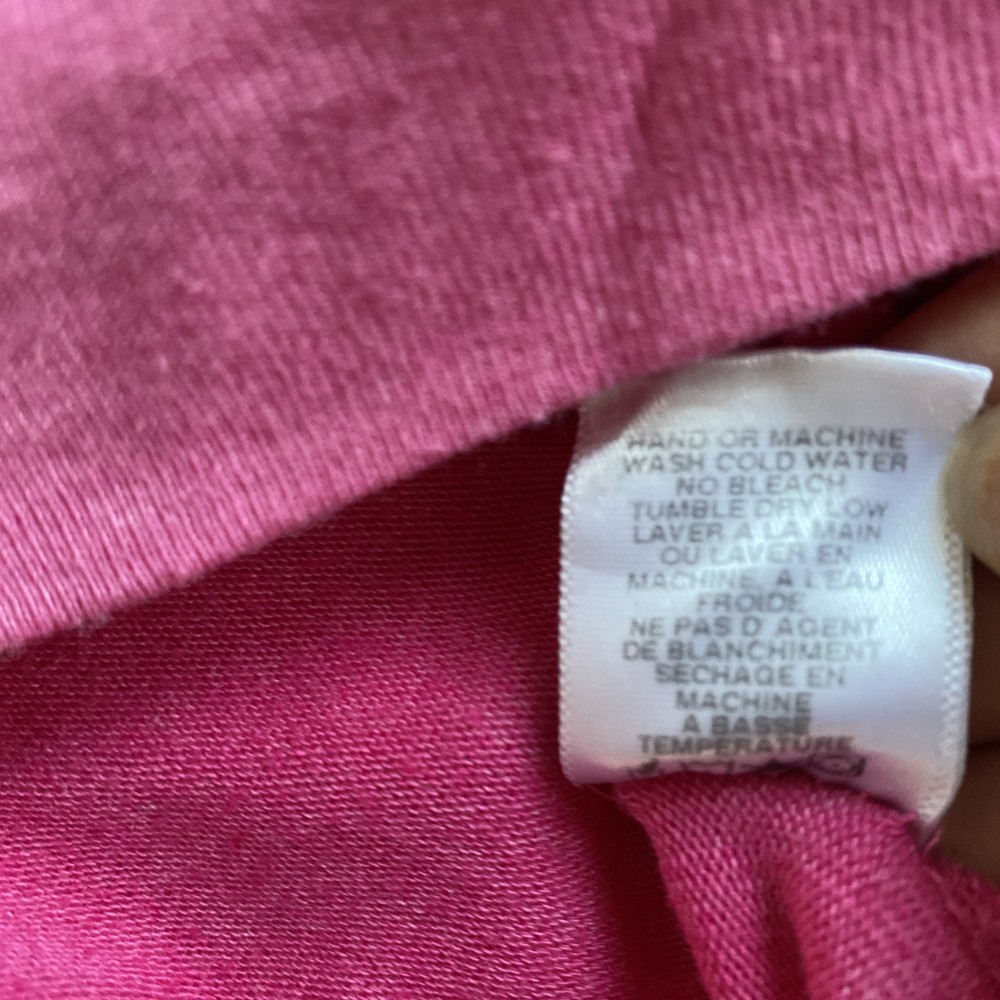 HAND OR MACHINE
WASH COLD WATER
NO BLEACH
TUMBLE DRY LOW
LAVER A LA MAIN
OU LAVER EN
MACHINE, A L'EAU
FROIDE
NE PAS D'AGENT
DE BLANCHIMENT
SECHAGE EN
MACHINE
A BASSE
TEMPERATURE